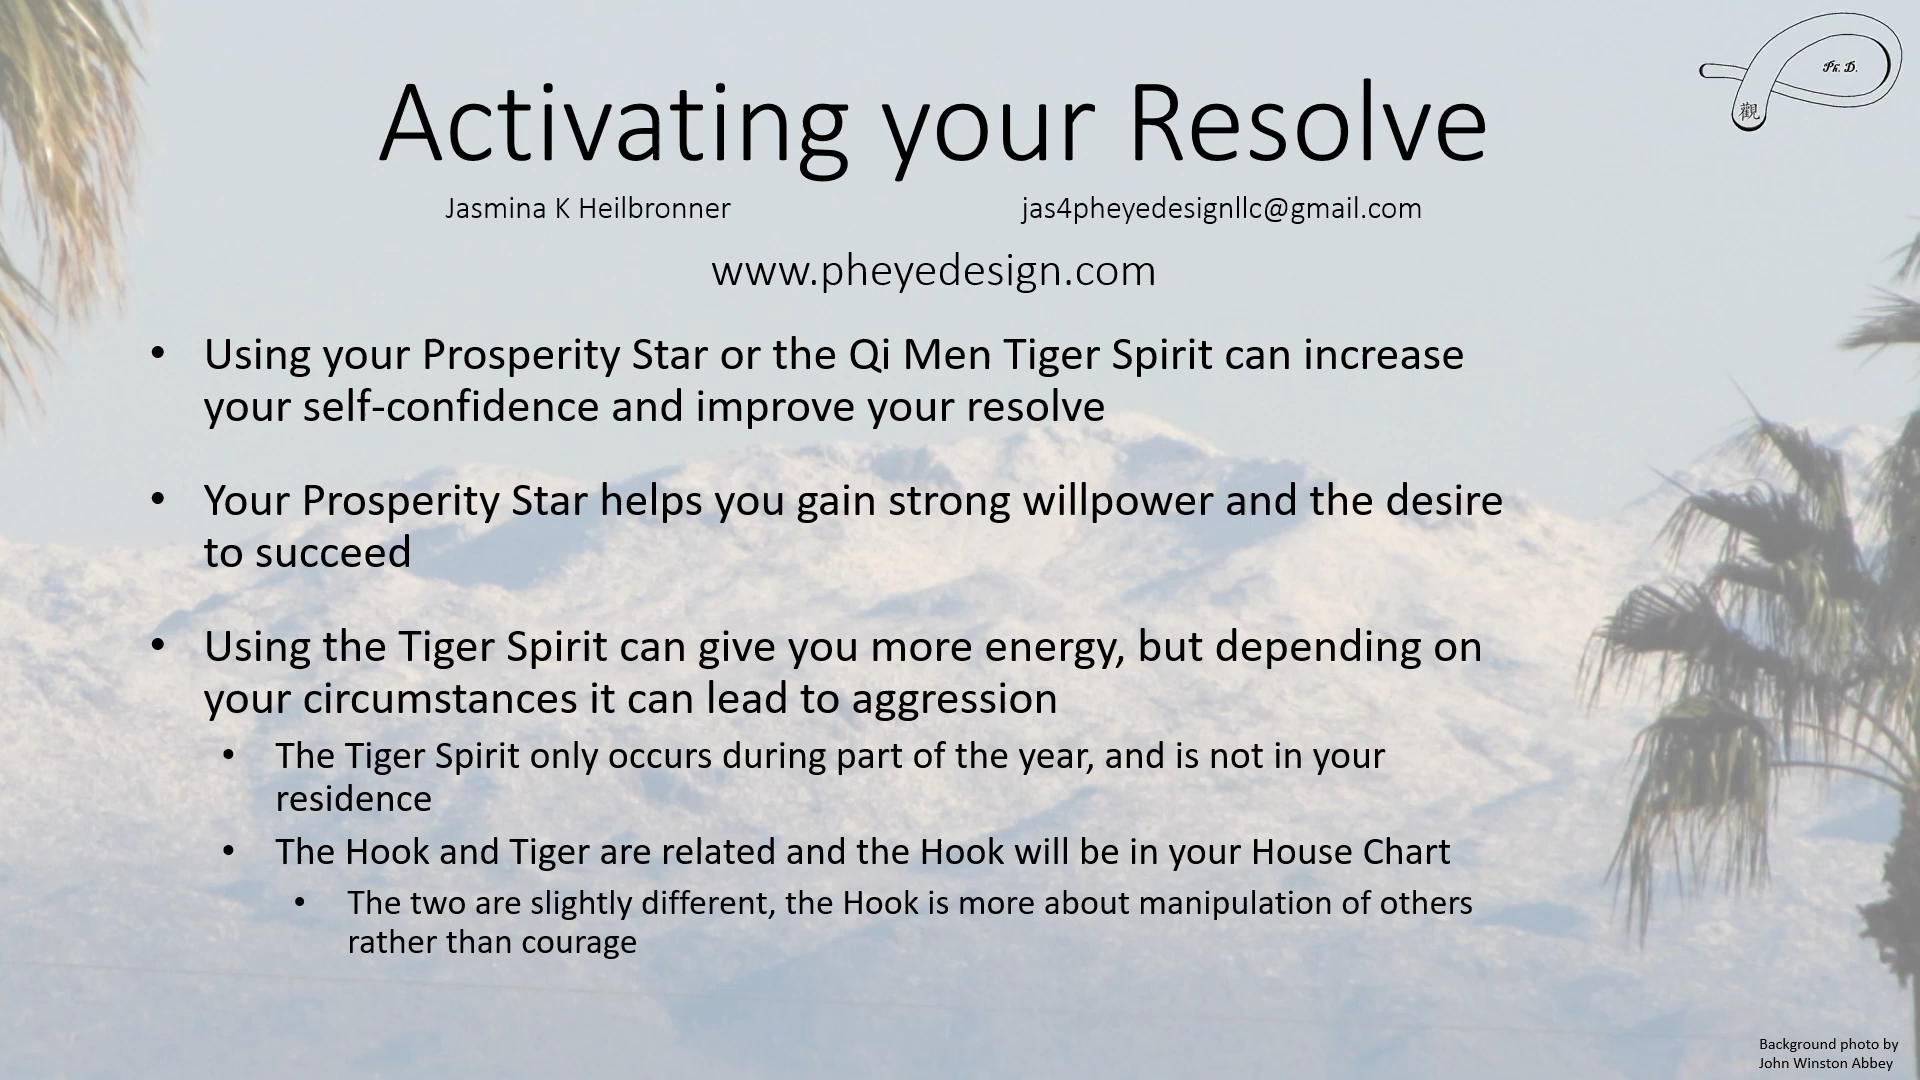 Ph. D.
觀
Activating your Resolve
Jasmina K Heilbronner jas4pheyedesignllc@gmail.com
www.pheyedesign.com
• Using your Prosperity Star or the Qi Men Tiger Spirit can increase
your self-confidence and improve your resolve
• Your Prosperity Star helps you gain strong willpower and the desire
to succeed
• Using the Tiger Spirit can give you more energy, but depending on
your circumstances it can lead to aggression
• The Tiger Spirit only occurs during part of the year, and is not in your
residence
• The Hook and Tiger are related and the Hook will be in your House Chart
• The two are slightly different, the Hook is more about manipulation of others
rather than courage
Background photo by
John Winston Abbey